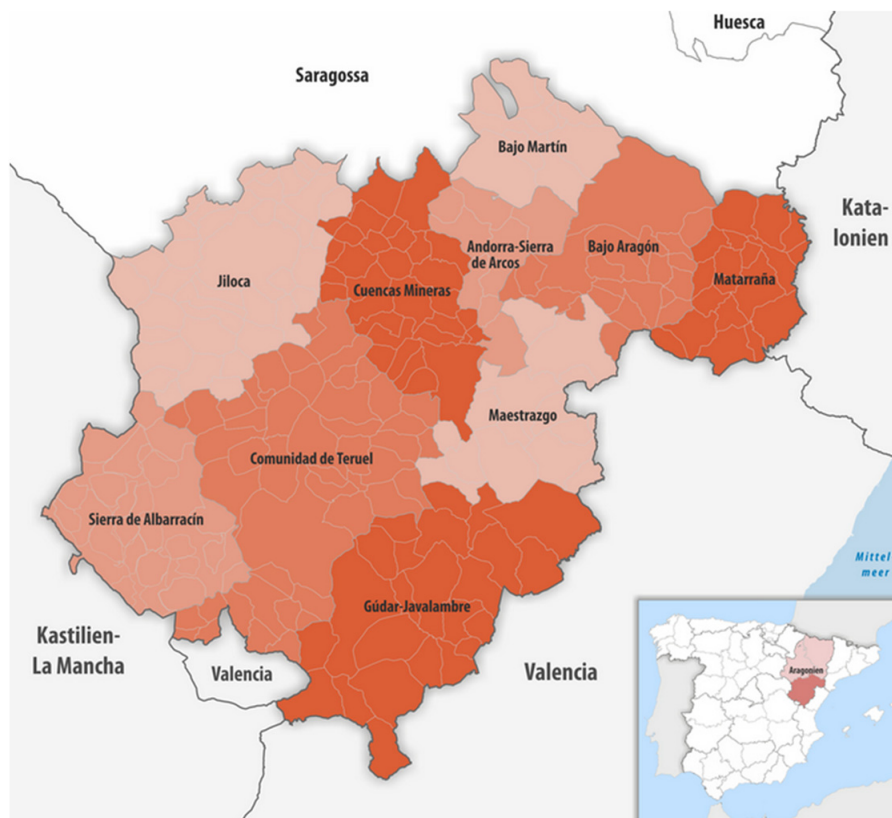 Huesca
Saragossa
Bajo Martín
Kata-
lonien
Andorra-Sierra
de Arcos
Bajo Aragón
Jiloca
Cuencas Mineras
Matarraña
Maestrazgo
Comunidad de Teruel
Sierra de Albarracín
Mittel
meer
Gúdar-Javalambre
Kastilien-
La Mancha
Valencia
Valencia
Aragonien